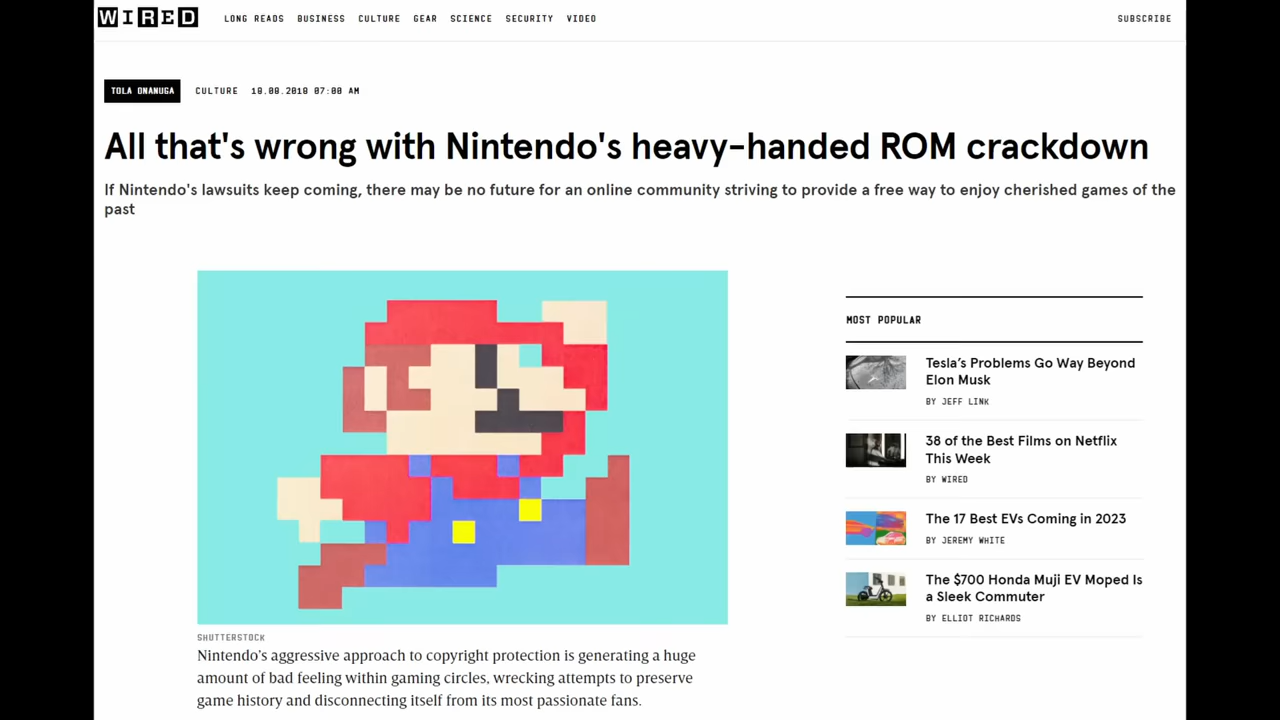 WIRED
LONG READS BUSINESS CULTURE GEAR SCIENCE SECURITY VIDEO
SUBSCRIBE
TOLA ONANUGA CULTURE 18.08.2018 07:00 AM
All that's wrong with Nintendo's heavy-handed ROM crackdown
If Nintendo's lawsuits keep coming, there may be no future for an online community striving to provide a free way to enjoy cherished games of the
past
MOST POPULAR
Tesla's Problems Go Way Beyond
Elon Musk
BY JEFF LINK
38 of the Best Films on Netflix
This Week
BY WIRED
The 17 Best EVs Coming in 2023
BY JEREMY WHITE
The $700 Honda Muji EV Moped Is
a Sleek Commuter
BY ELLIOT RICHARDS
SHUTTERSTOCK
Nintendo's aggressive approach to copyright protection is generating a huge
amount of bad feeling within gaming circles, wrecking attempts to preserve
game history and disconnecting itself from its most passionate fans.